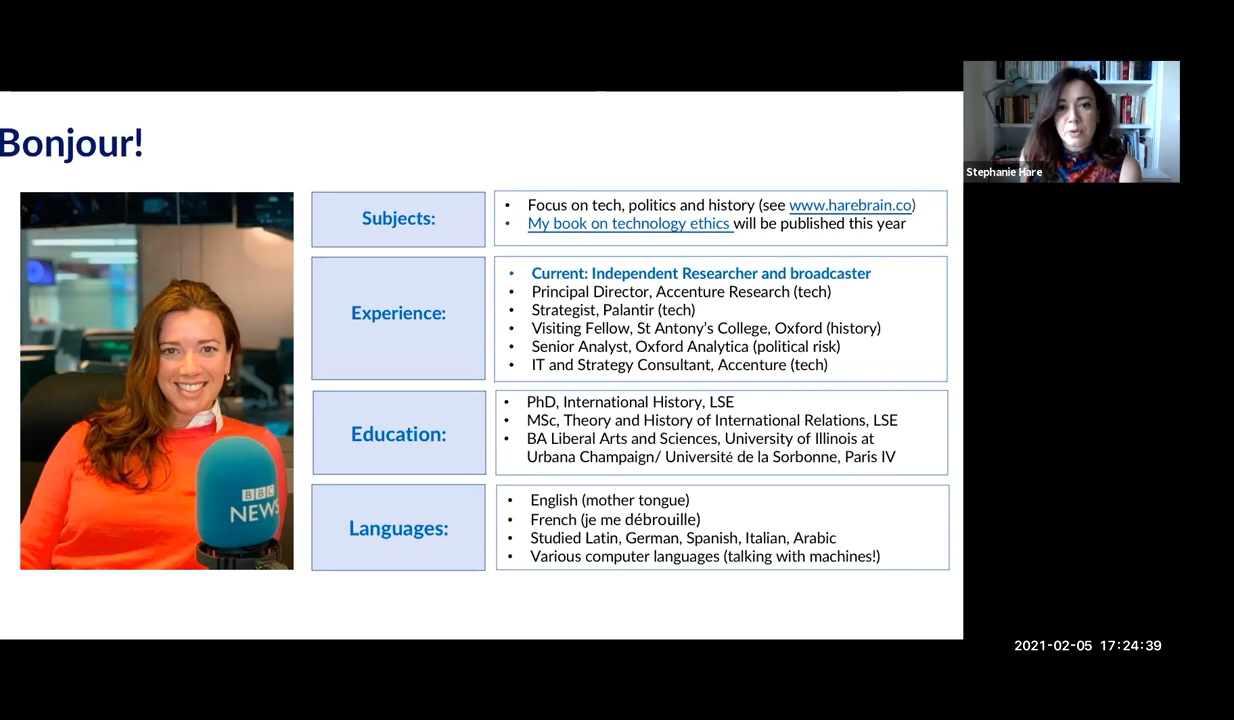 Bonjour!
Stephanie Hare
Subjects:
• Focus on tech, politics and history (see www.harebrain.co)
• My book on technology ethics will be published this year
Experience:
• Current: Independent Researcher and broadcaster
• Principal Director, Accenture Research (tech)
• Strategist, Palantir (tech)
• Visiting Fellow, St Antony's College, Oxford (history)
• Senior Analyst, Oxford Analytica (political risk)
• IT and Strategy Consultant, Accenture (tech)
Education:
• PhD, International History, LSE
• MSc, Theory and History of International Relations, LSE
• BA Liberal Arts and Sciences, University of Illinois at
Urbana Champaign/ Université de la Sorbonne, Paris IV
Languages:
• English (mother tongue)
• French (je me débrouille)
• Studied Latin, German, Spanish, Italian, Arabic
• Various computer languages (talking with machines!)
BBC
NEWS
2021-02-05 17:24:39